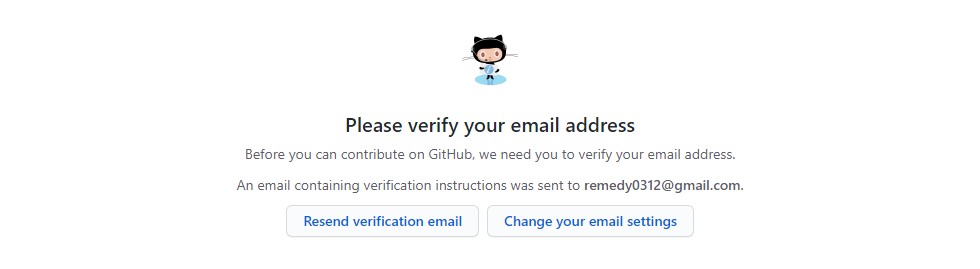 Please verify your email address
Before you can contribute on GitHub, we need you to verify your email address.
An email containing verification instructions was sent to remedy0312@gmail.com.
Resend verification email
Change your email settings